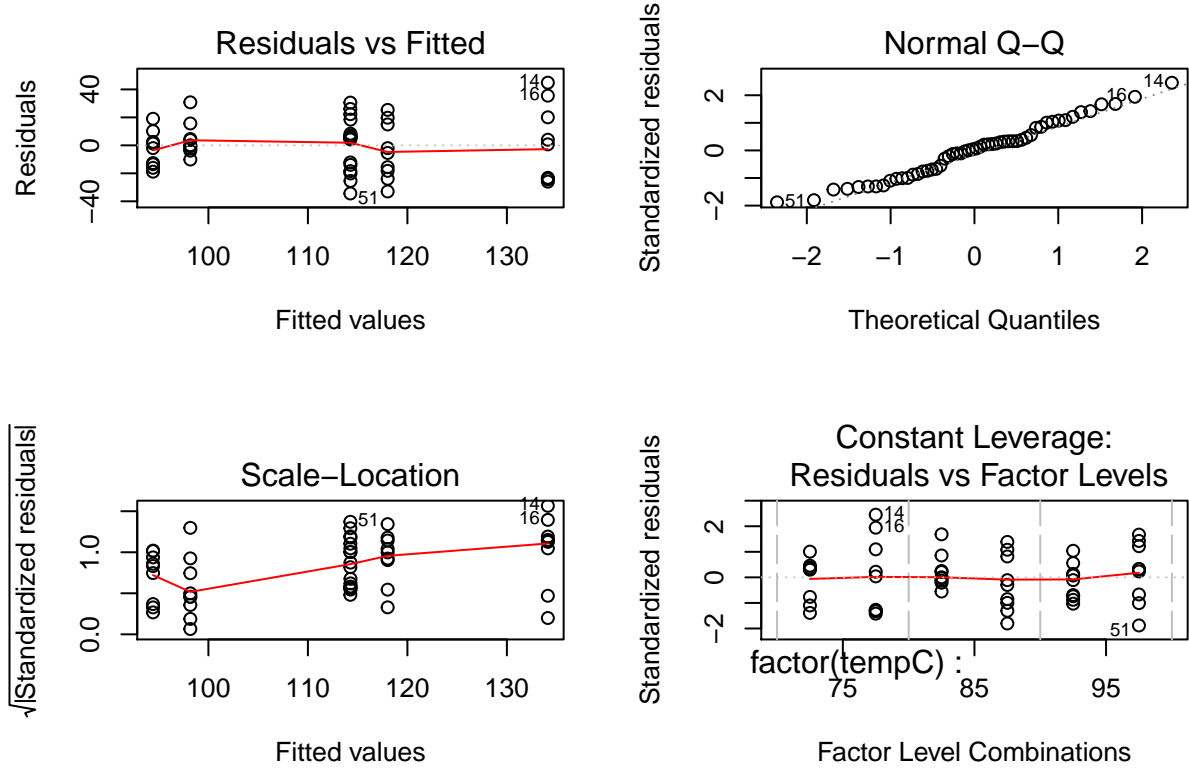 Residuals vs Fitted
Residuals
−40
0
40
14
16
51
100
110
120
130
Fitted values
Normal Q−Q
Standardized residuals
−2
0
2
51
16
14
−2
−1
0
1
2
Theoretical Quantiles
Scale−Location
√|Standardized residuals|
0.0
1.0
51
14
16
100
110
120
130
Fitted values
Constant Leverage:
Residuals vs Factor Levels
Standardized residuals
−2
0
2
14
16
51
factor(tempC) :
75
85
95
Factor Level Combinations